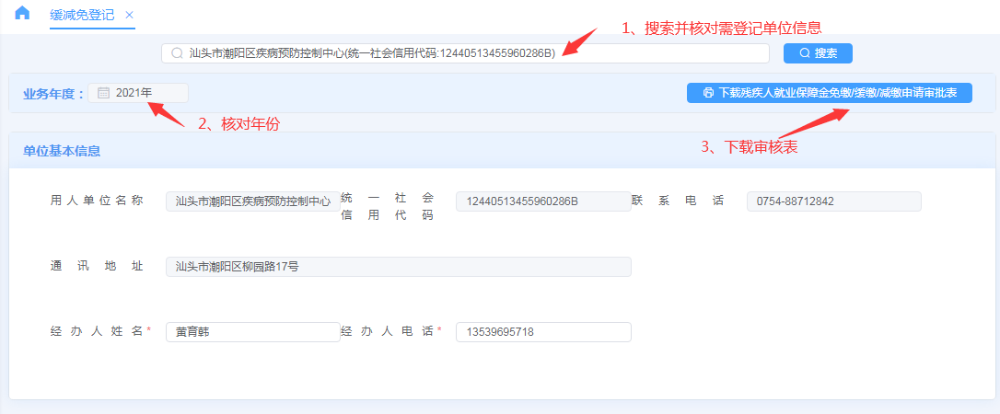 缓减免登记 ×
1、搜索并核对需登记单位信息
汕头市潮阳区疾病预防控制中心(统一社会信用代码:12440513455960286B) 搜索
业务年度: 2021年 下载残疾人就业保障金免缴/缓缴/减缴申请审批表
2、核对年份
3、下载审核表
单位基本信息
用人单位名称 汕头市潮阳区疾病预防控制中心 统一社会信用代码 12440513455960286B 联系电话 0754-88712842
通讯地址 汕头市潮阳区柳园路17号
经办人姓名* 黄育韩 经办人电话* 13539695718